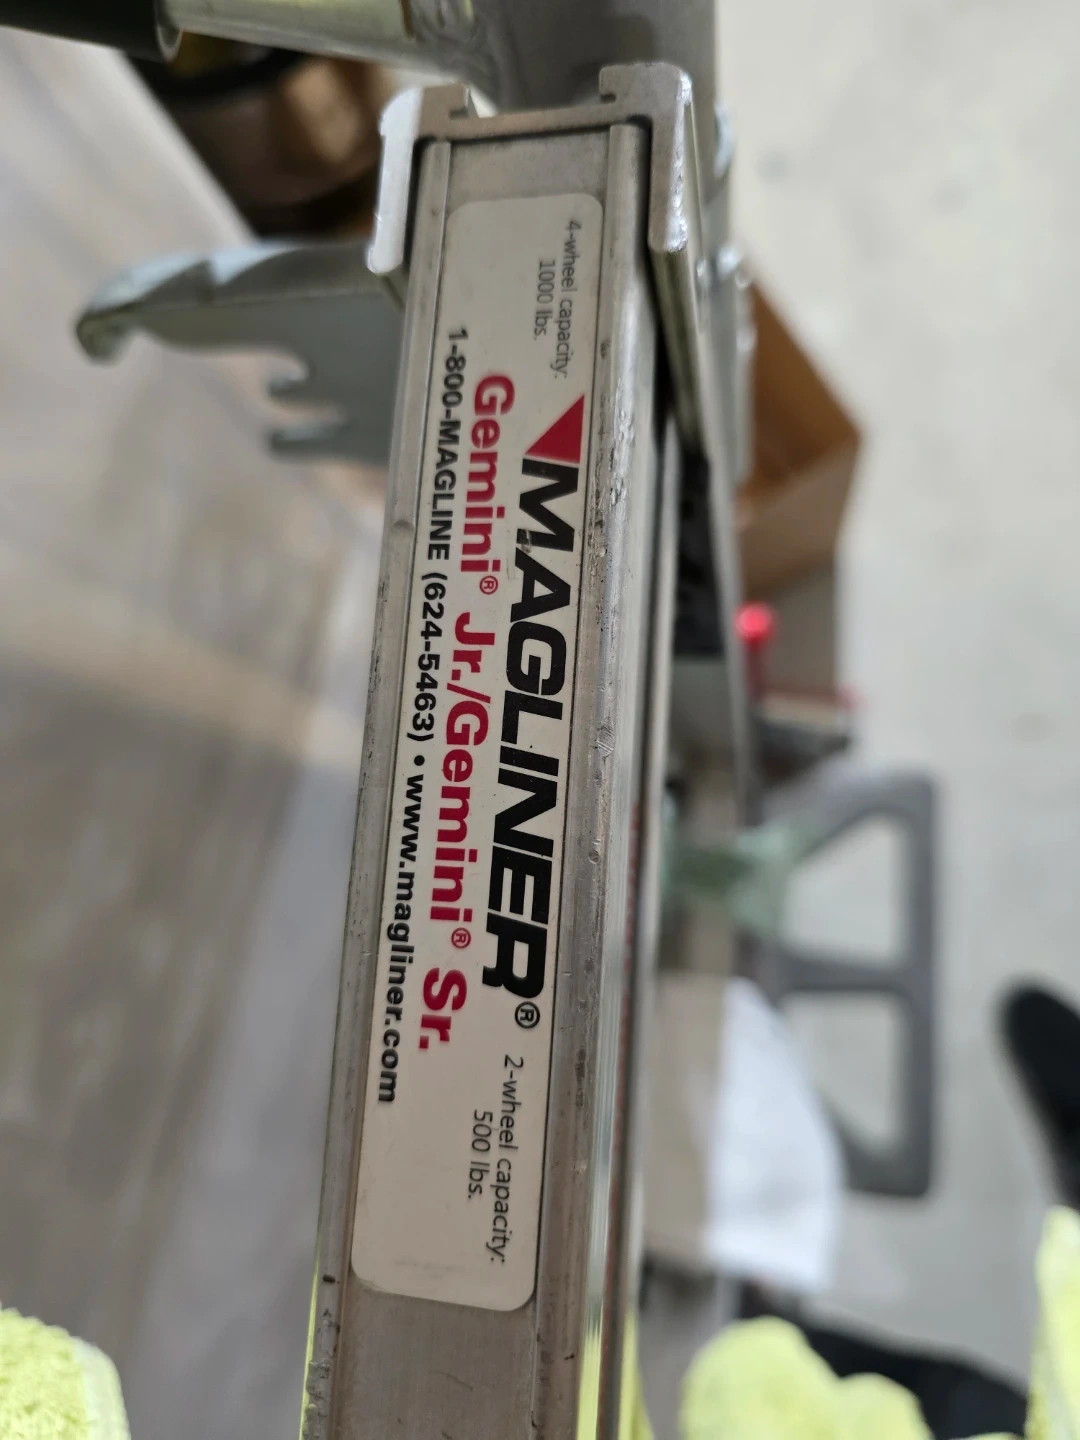 4-wheel capacity:
1000 lbs.
MAGLINER®
Gemini® Jr./Gemini® Sr.
1-800-MAGLINE (624-5463) • www.magliner.com
2-wheel capacity:
500 lbs.